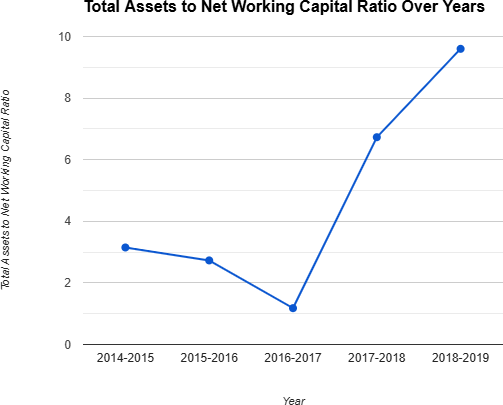 Total Assets to Net Working Capital Ratio Over Years
Total Assets to Net Working Capital Ratio
10
8
6
4
2
0
2014-2015 2015-2016 2016-2017 2017-2018 2018-2019
Year